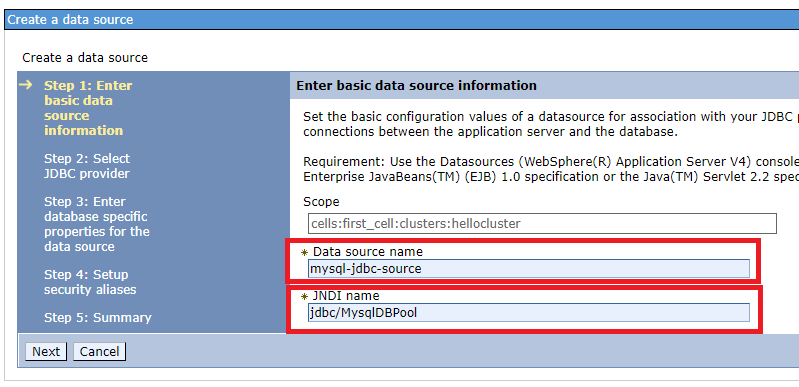 Create a data source
Create a data source
Step 1: Enter
basic data
source
information
Step 2: Select
JDBC provider
Step 3: Enter
database specific
properties for the
data source
Step 4: Setup
security aliases
Step 5: Summary
Enter basic data source information
Set the basic configuration values of a datasource for association with your JDBC
connections between the application server and the database.
Requirement: Use the Datasources (WebSphere(R) Application Server V4)
Enterprise JavaBeans(TM) (EJB) 1.0 specification or the Java(TM) Servlet 2.2
Scope
cells:first_cell:clusters:hellocluster
* Data source name
mysql-jdbc-source
* JNDI name
jdbc/MysqlDBPool
Next Cancel